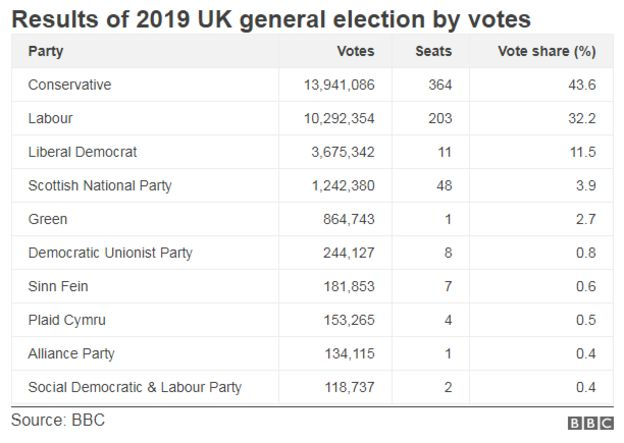 Results of 2019 UK general election by votes
Party Votes Seats Vote share (%)
Conservative 13,941,086 364 43.6
Labour 10,292,354 203 32.2
Liberal Democrat 3,675,342 11 11.5
Scottish National Party 1,242,380 48 3.9
Green 864,743 1 2.7
Democratic Unionist Party 244,127 8 0.8
Sinn Fein 181,853 7 0.6
Plaid Cymru 153,265 4 0.5
Alliance Party 134,115 1 0.4
Social Democratic & Labour Party 118,737 2 0.4
Source: BBC BBC